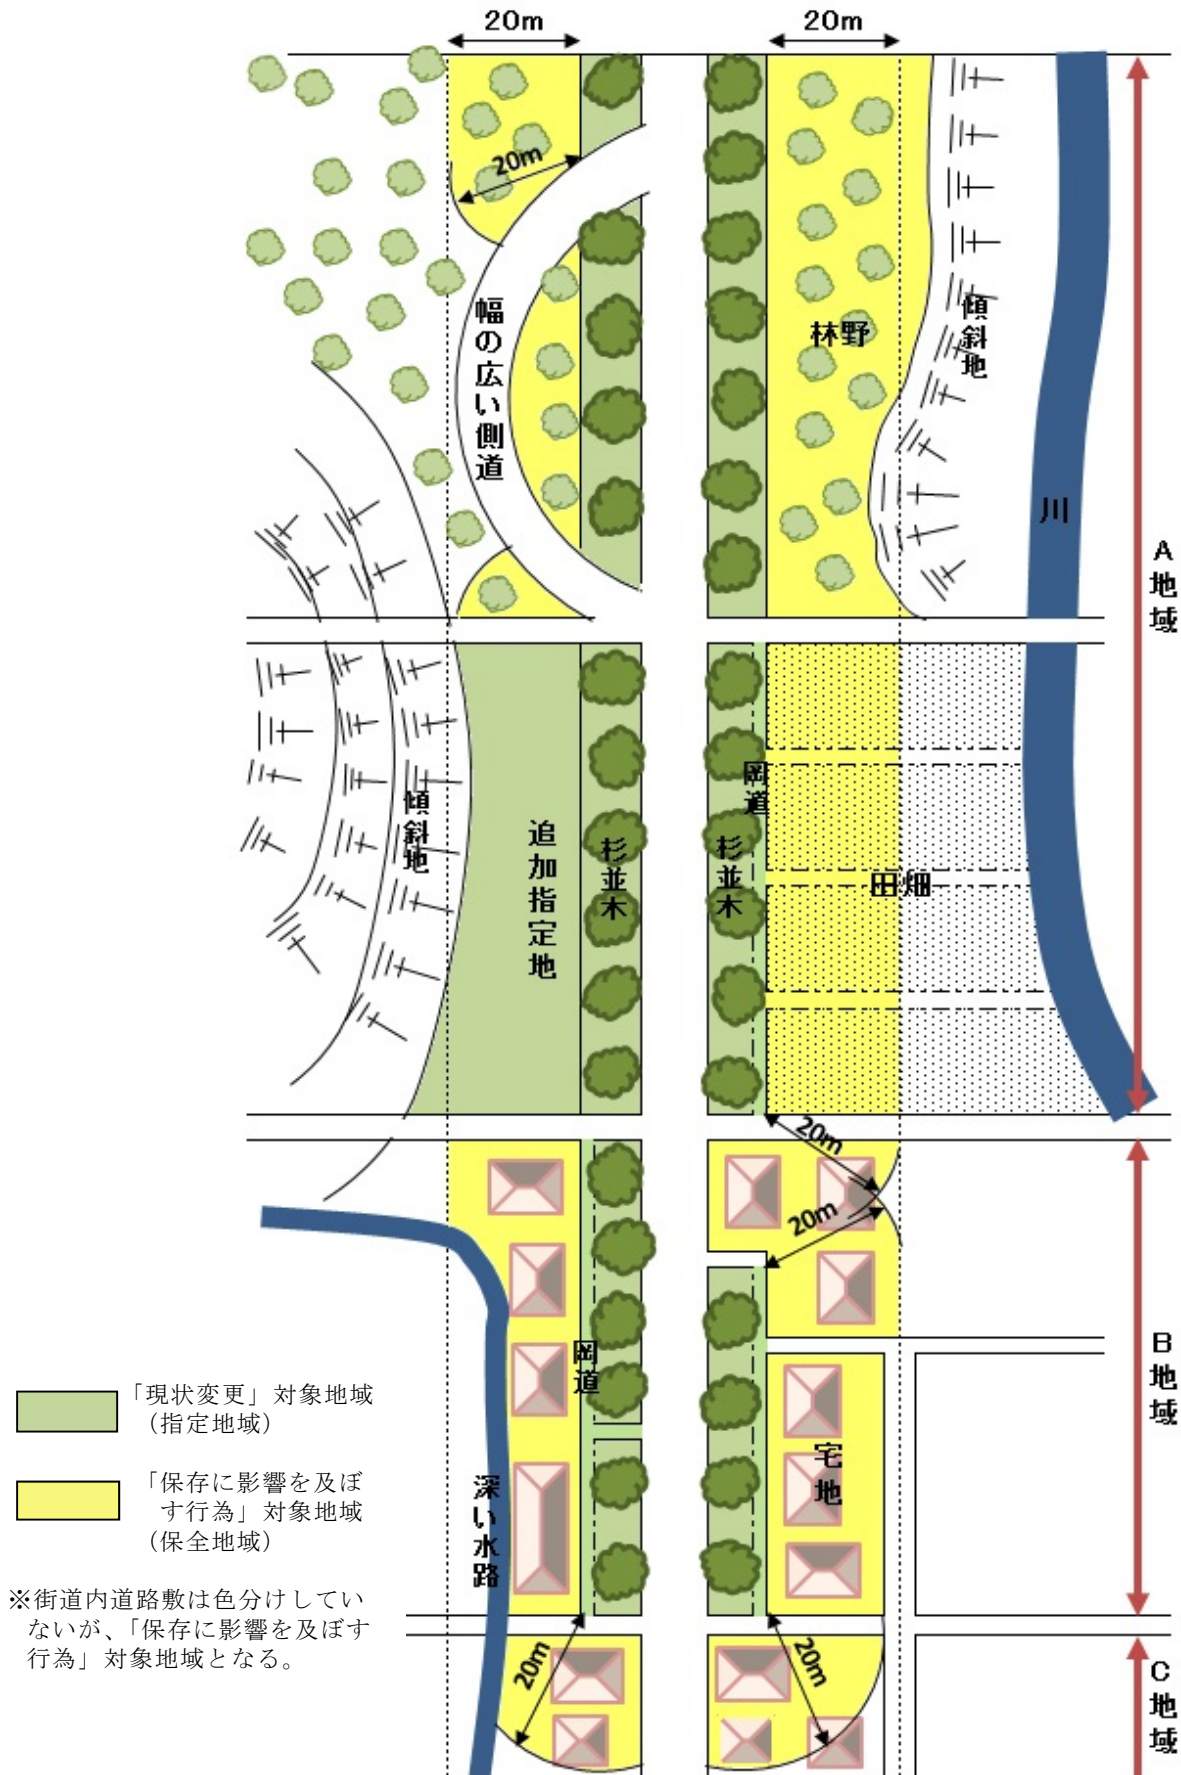 20m
20m
20m
幅の広い側道
林野
傾斜地
川
A地域
岡道
傾斜地
追加指定地
杉並木
杉並木
田畑
20m
20m
B地域
岡道
「現状変更」対象地域
（指定地域）
宅地
深い水路
「保存に影響を及ぼ
す行為」対象地域
（保全地域）
※街道内道路敷は色分けしてい
ないが、「保存に影響を及ぼす
行為」対象地域となる。
20m
20m
C地域